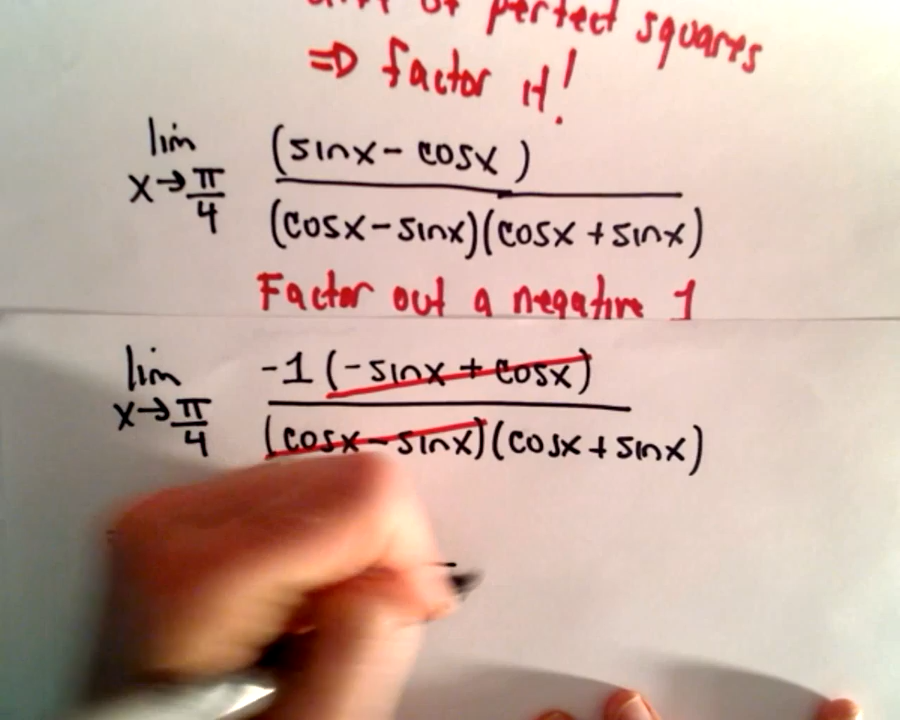 of perfect squares
⇒ factor it!
lim x→π/4 (sinx - cosx) / (cosx - sinx)(cosx + sinx)
Factor out a negative 1
lim x→π/4 -1(-sinx + cosx) / (cosx - sinx)(cosx + sinx)